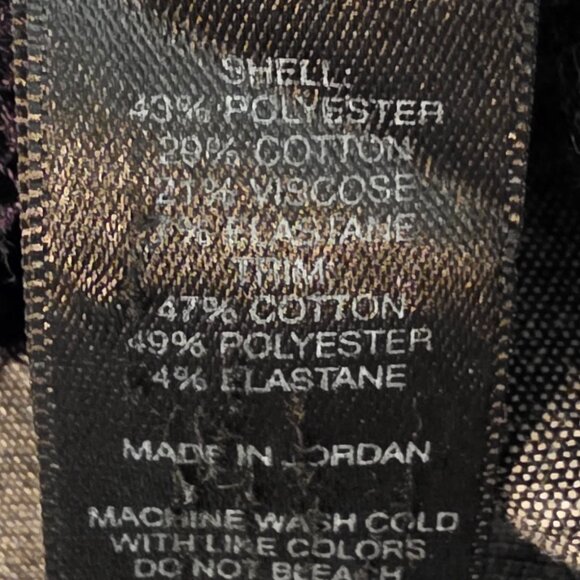 SHELL:
43% POLYESTER
29% COTTON
21% VISCOSE
7% ELASTANE
TRIM:
47% COTTON
49% POLYESTER
4% ELASTANE
MADE IN JORDAN
MACHINE WASH COLD
WITH LIKE COLORS
DO NOT BLEACH